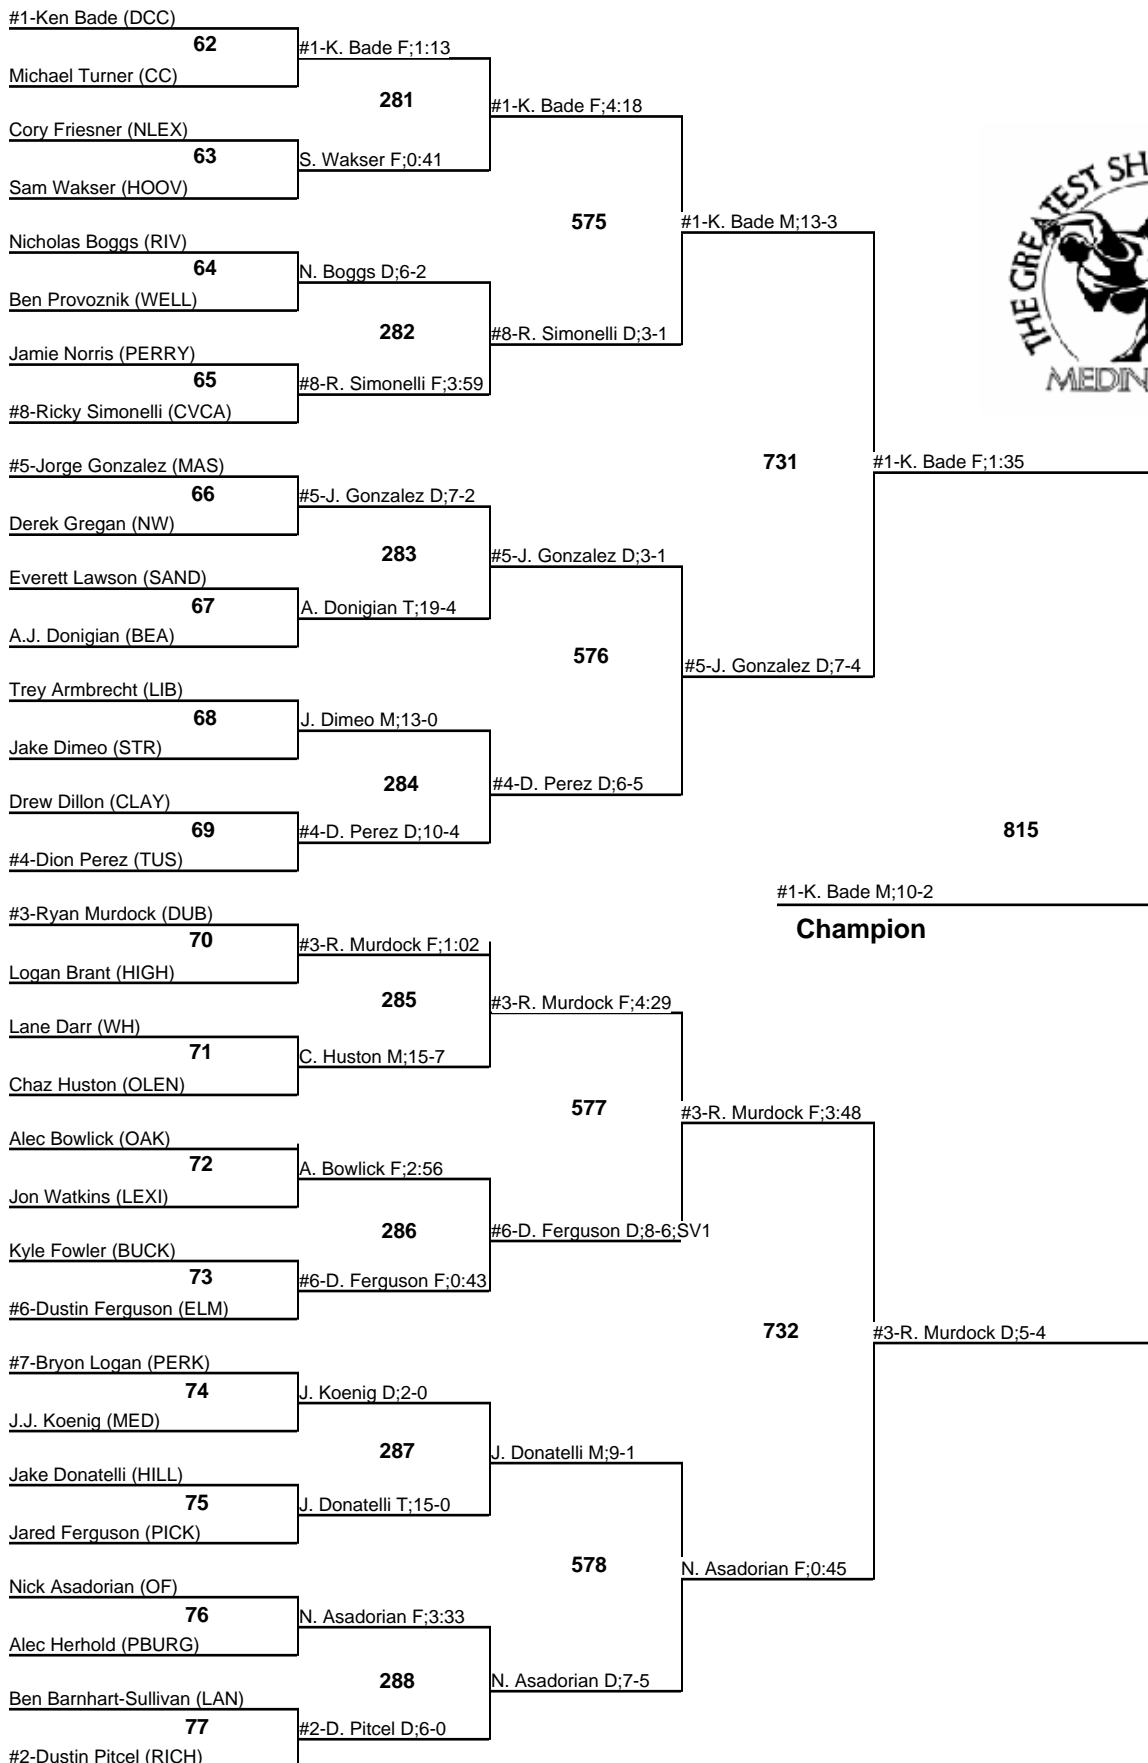 #1-Ken Bade (DCC)
62
#1-K. Bade F;1:13
Michael Turner (CC)
281
#1-K. Bade F;4:18
Cory Friesner (NLEX)
63
S. Wakser F;0:41
Sam Wakser (HOOV)
575
#1-K. Bade M;13-3
Nicholas Boggs (RIV)
64
N. Boggs D;6-2
Ben Provoznik (WELL)
282
#8-R. Simonelli D;3-1
Jamie Norris (PERRY)
65
#8-R. Simonelli F;3:59
#8-Ricky Simonelli (CVCA)
THE GREATEST SH
MEDIN
731
#1-K. Bade F;1:35
#5-Jorge Gonzalez (MAS)
66
#5-J. Gonzalez D;7-2
Derek Gregan (NW)
283
#5-J. Gonzalez D;3-1
Everett Lawson (SAND)
67
A. Donigian T;19-4
A.J. Donigian (BEA)
576
#5-J. Gonzalez D;7-4
Trey Armbrecht (LIB)
68
J. Dimeo M;13-0
Jake Dimeo (STR)
284
#4-D. Perez D;6-5
Drew Dillon (CLAY)
69
#4-D. Perez D;10-4
#4-Dion Perez (TUS)
815
#1-K. Bade M;10-2
Champion
#3-Ryan Murdock (DUB)
70
#3-R. Murdock F;1:02
Logan Brant (HIGH)
285
#3-R. Murdock F;4:29
Lane Darr (WH)
71
C. Huston M;15-7
Chaz Huston (OLEN)
577
#3-R. Murdock F;3:48
Alec Bowlick (OAK)
72
A. Bowlick F;2:56
Jon Watkins (LEXI)
286
#6-D. Ferguson D;8-6;SV1
Kyle Fowler (BUCK)
73
#6-D. Ferguson F;0:43
#6-Dustin Ferguson (ELM)
732
#3-R. Murdock D;5-4
#7-Bryon Logan (PERK)
74
J. Koenig D;2-0
J.J. Koenig (MED)
287
J. Donatelli M;9-1
Jake Donatelli (HILL)
75
J. Donatelli T;15-0
Jared Ferguson (PICK)
578
N. Asadorian F;0:45
Nick Asadorian (OF)
76
N. Asadorian F;3:33
Alec Herhold (PBURG)
288
N. Asadorian D;7-5
Ben Barnhart-Sullivan (LAN)
77
#2-D. Pitcel D;6-0
#2-Dustin Pitcel (RICH)